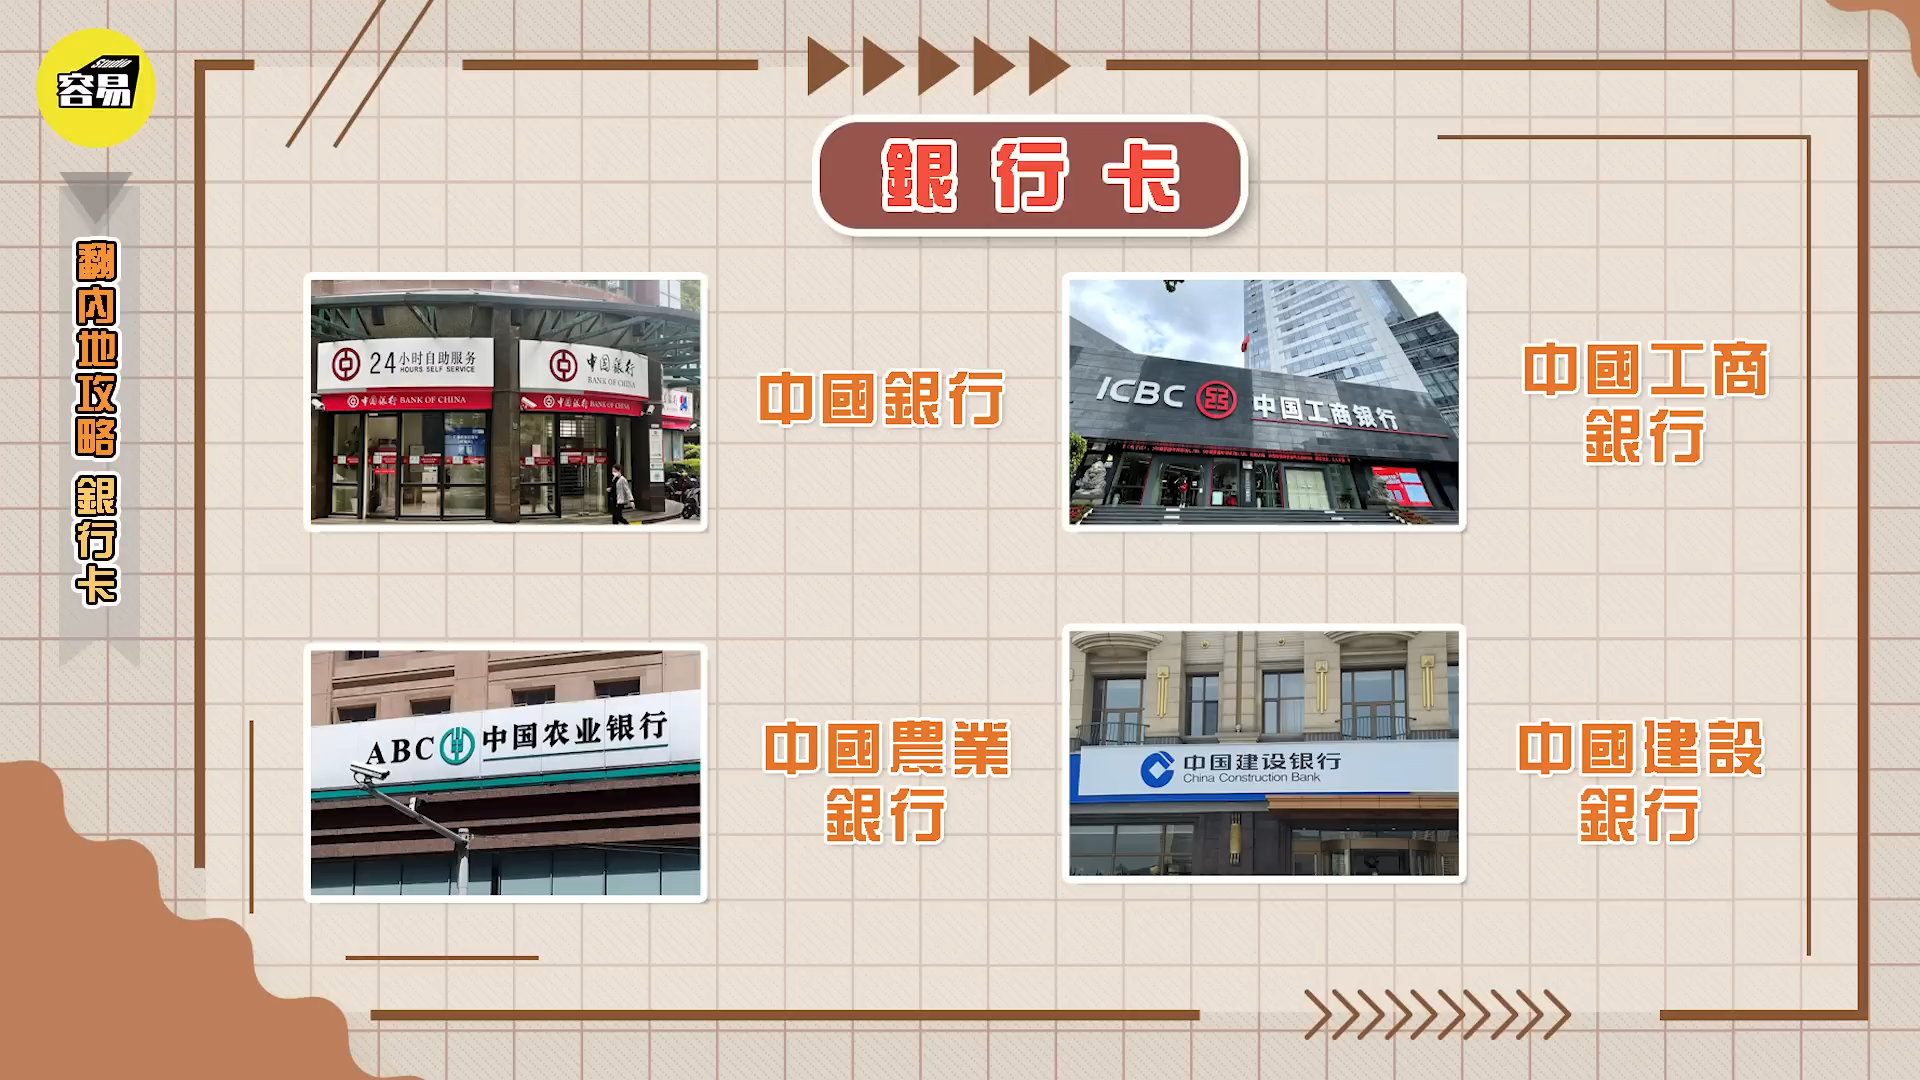 Studio
容易
翻內地攻略 銀行卡
銀行卡
24小时自助服务
HOURS SELF SERVICE
中国銀行
BANK OF CHINA
中国銀行 BANK OF CHINA
中国銀行 BANK OF CHINA
中國銀行
ICBC 中国工商银行
中國工商
銀行
ABC 中国农业银行
中國農業
銀行
中国建设银行
China Construction Bank
中國建設
銀行